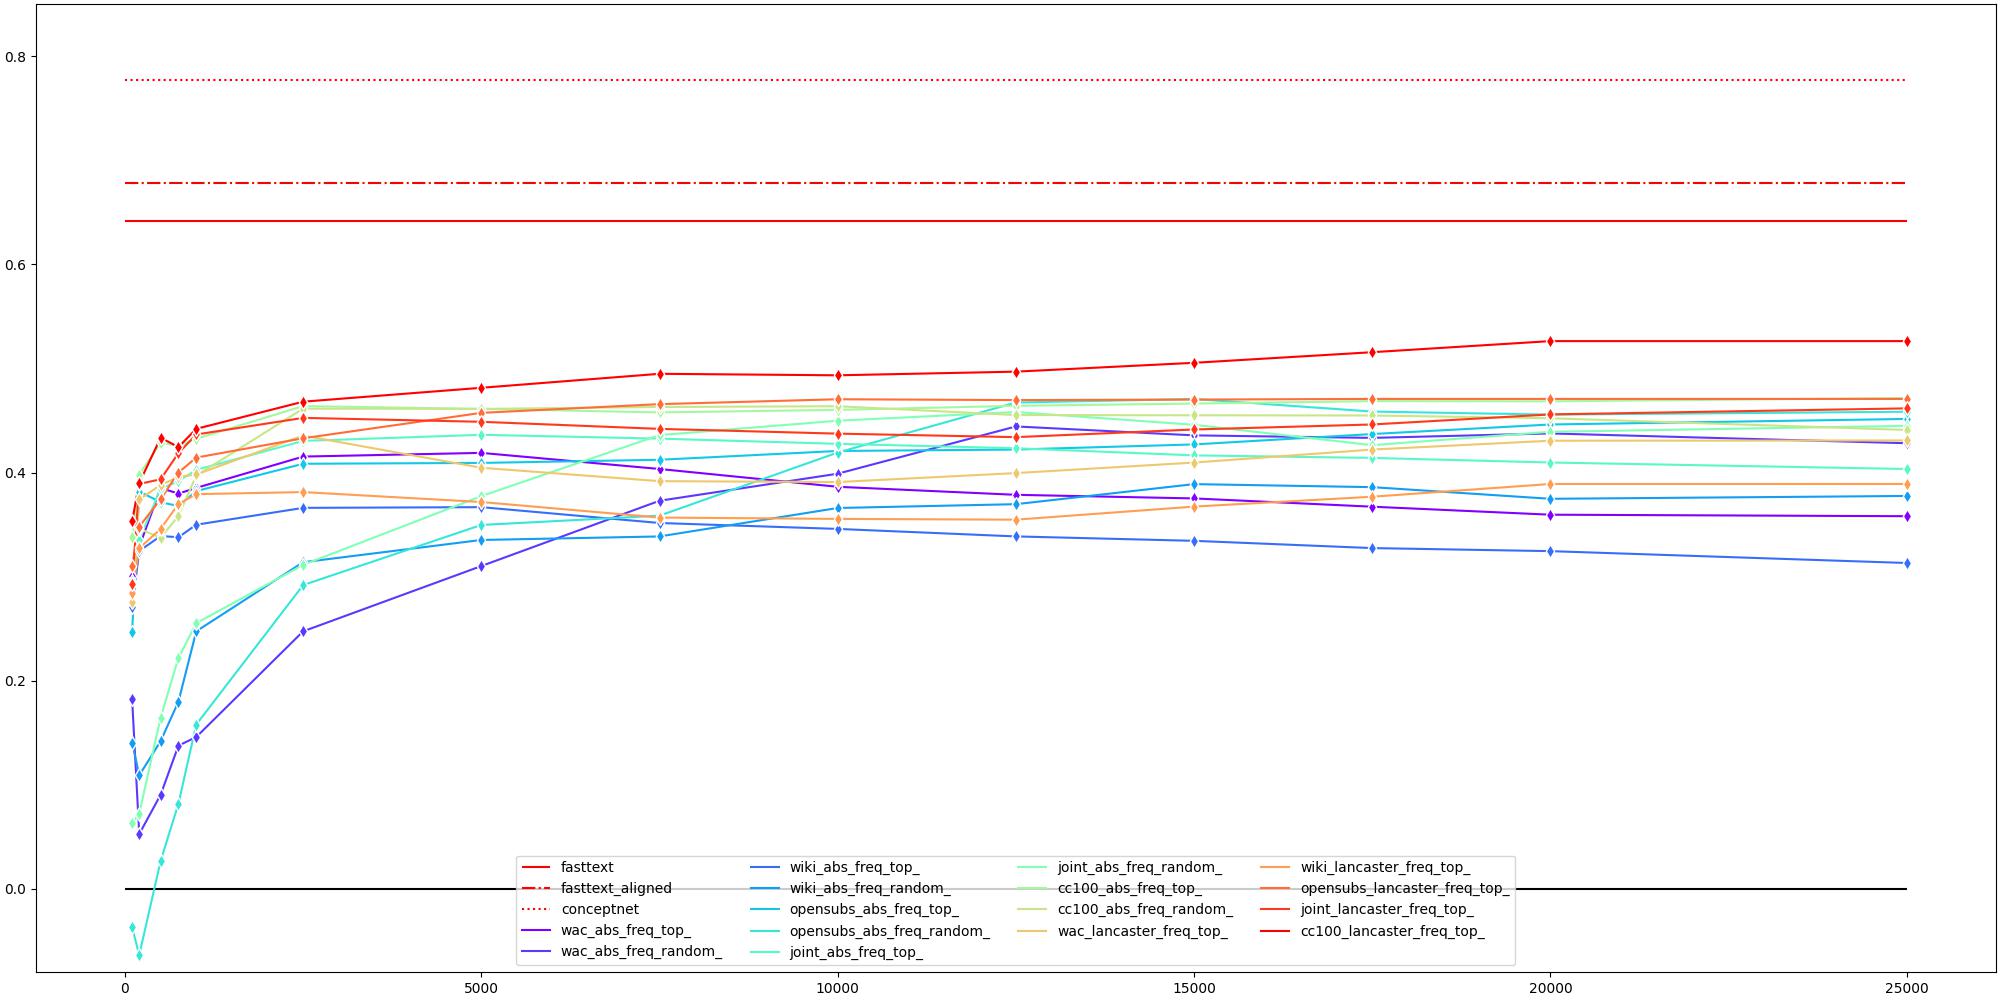 0.8
0.6
0.4
0.2
0.0
fasttext
fasttext_aligned
conceptnet
wac_abs_freq_top_
wac_abs_freq_random_
wiki_abs_freq_top_
wiki_abs_freq_random_
opensubs_abs_freq_top_
opensubs_abs_freq_random_
joint_abs_freq_top_
joint_abs_freq_random_
cc100_abs_freq_top_
cc100_abs_freq_random_
wac_lancaster_freq_top_
wiki_lancaster_freq_top_
opensubs_lancaster_freq_top_
joint_lancaster_freq_top_
cc100_lancaster_freq_top_
0 5000 10000 15000 20000 25000